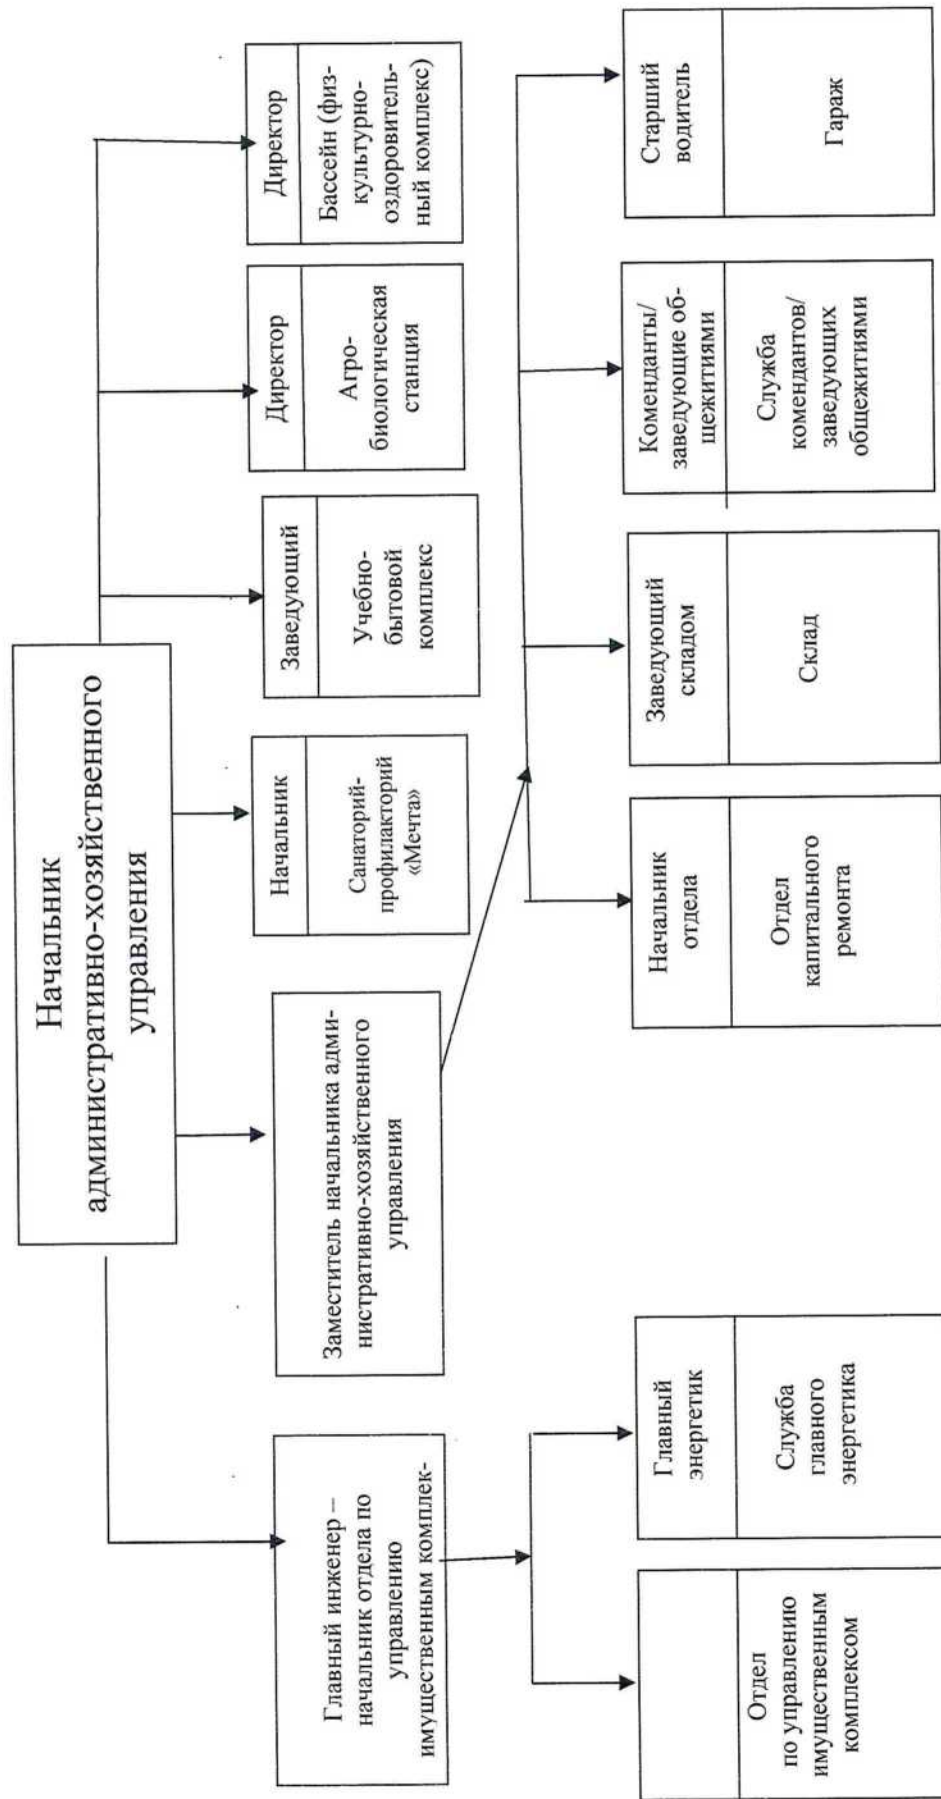 Начальник
административно-хозяйственного
управления
Главный инженер –
начальник отдела по
управлению
имущественным комплек-
Заместитель начальника адми-
нистративно-хозяйственного
управления
Начальник
Санаторий-
профилакторий
«Мечта»
Заведующий
Учебно-
бытовой
комплекс
Директор
Агро-
биологическая
станция
Директор
Бассейн (физ-
культурно-
оздоровитель-
ный комплекс)
Отдел
по управлению
имущественным
комплексом
Главный
энергетик
Служба
главного
энергетика
Начальник
отдела
Отдел
капитального
ремонта
Заведующий
складом
Склад
Коменданты/
заведующие об-
щежитиями
Служба
комендантов/
заведующих
общежитиями
Старший
водитель
Гараж